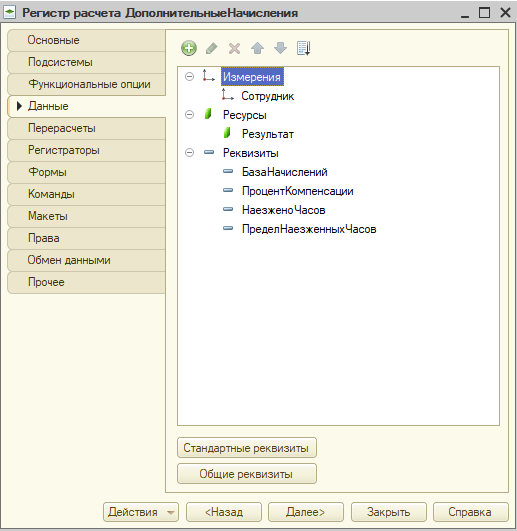 Регистр расчета ДополнительныеНачисления
Основные
Подсистемы
Функциональные опции
Данные
Перерасчеты
Регистраторы
Формы
Команды
Макеты
Права
Обмен данными
Прочее
Измерения
Сотрудник
Ресурсы
Результат
Реквизиты
БазаНачислений
ПроцентКомпенсации
НаезженоЧасов
ПределНаезженныхЧасов
Стандартные реквизиты
Общие реквизиты
Действия <Назад Далее> Закрыть Справка